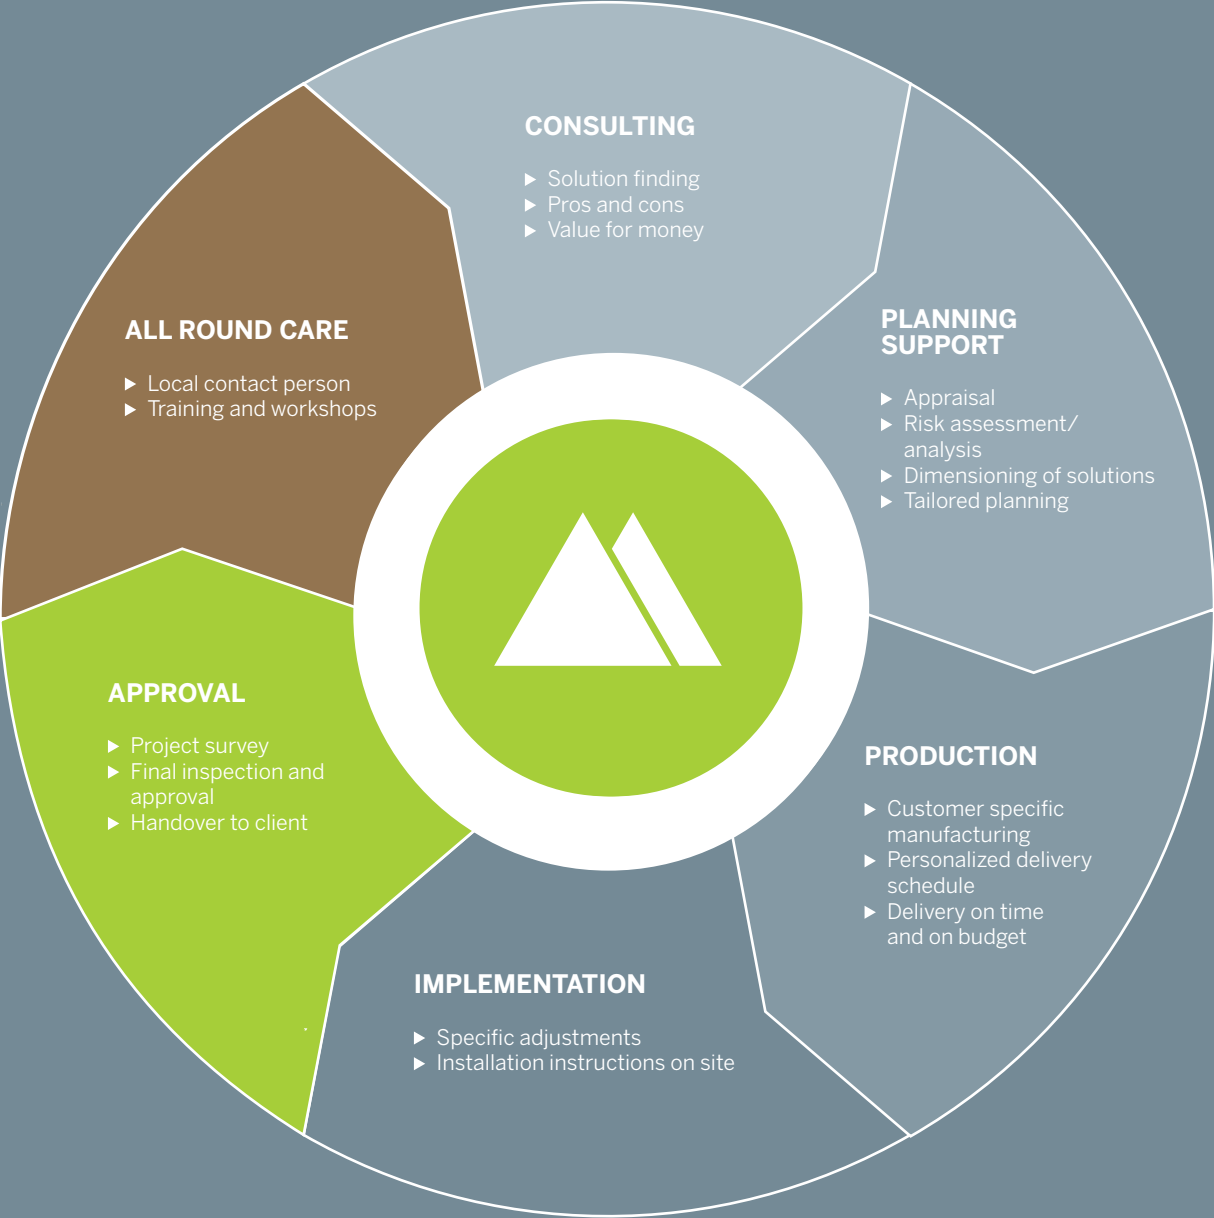 CONSULTING
▶ Solution finding
▶ Pros and cons
▶ Value for money
PLANNING
SUPPORT
▶ Appraisal
▶ Risk assessment/
analysis
▶ Dimensioning of solutions
▶ Tailored planning
PRODUCTION
▶ Customer specific
manufacturing
▶ Personalized delivery
schedule
▶ Delivery on time
and on budget
IMPLEMENTATION
▶ Specific adjustments
▶ Installation instructions on site
APPROVAL
▶ Project survey
▶ Final inspection and
approval
▶ Handover to client
ALL ROUND CARE
▶ Local contact person
▶ Training and workshops